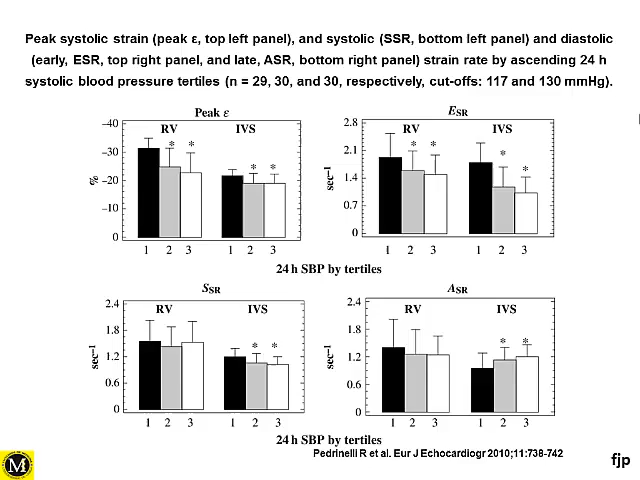 Peak systolic strain (peak ε, top left panel), and systolic (SSR, bottom left panel) and diastolic
(early, ESR, top right panel, and late, ASR, bottom right panel) strain rate by ascending 24 h
systolic blood pressure tertiles (n = 29, 30, and 30, respectively, cut-offs: 117 and 130 mmHg).
Peak ε
–40
–30
–20
–10
0
%
RV
IVS
* *
* *
1 2 3
1 2 3
ESR
2.8
2.1
1.4
0.7
0
sec–1
RV
IVS
* *
* *
1 2 3
1 2 3
24 h SBP by tertiles
SSR
2.4
1.8
1.2
0.6
0
sec–1
RV
IVS
* *
1 2 3
1 2 3
ASR
2.4
1.8
1.2
0.6
0
sec–1
RV
IVS
* *
1 2 3
1 2 3
24 h SBP by tertiles
Pedrinelli R et al. Eur J Echocardiogr 2010;11:738-742
M
fjp